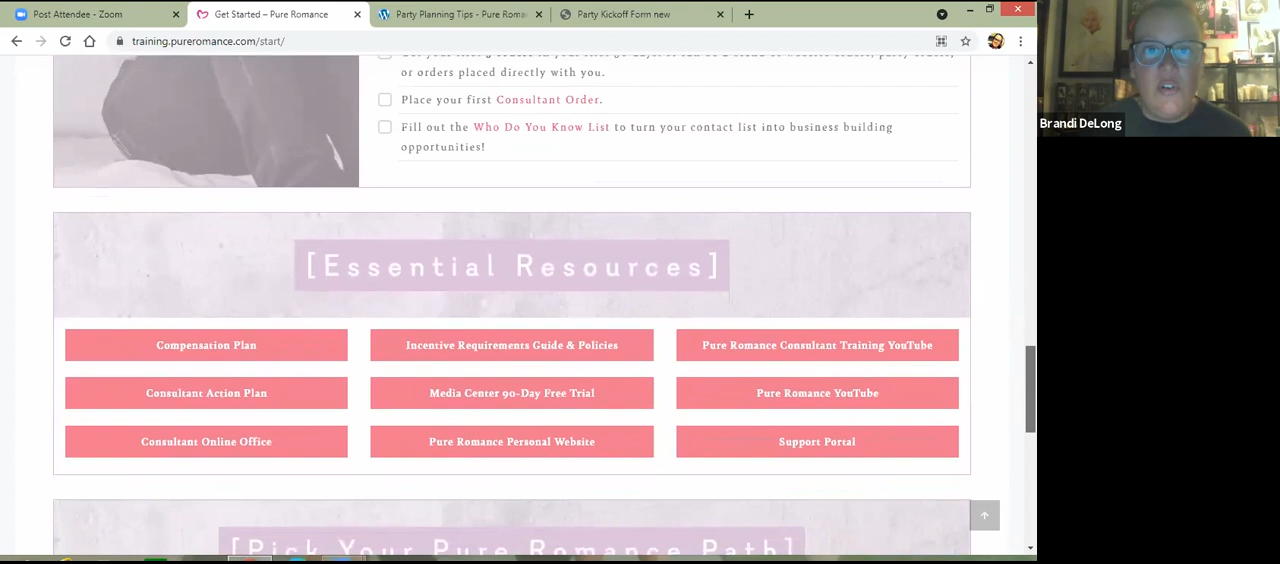 Post Attendee - Zoom
Get Started – Pure Romance
Party Planning Tips - Pure Roma
Party Kickoff Form new
training.pureromance.com/start/
or orders placed directly with you.
Place your first Consultant Order.
Fill out the Who Do You Know List to turn your contact list into business building
opportunities!
[Essential Resources]
Compensation Plan
Incentive Requirements Guide & Policies
Pure Romance Consultant Training YouTube
Consultant Action Plan
Media Center 90-Day Free Trial
Pure Romance YouTube
Consultant Online Office
Pure Romance Personal Website
Support Portal
[Pick Your Pure Romance Path]
Brandi DeLong